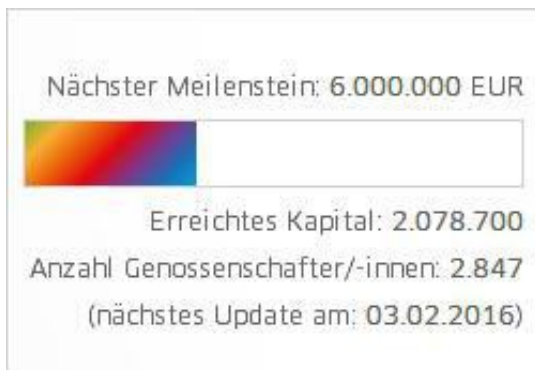 Nächster Meilenstein: 6.000.000 EUR
Erreichtes Kapital: 2.078.700
Anzahl Genossenschafter/-innen: 2.847
(nächstes Update am: 03.02.2016)